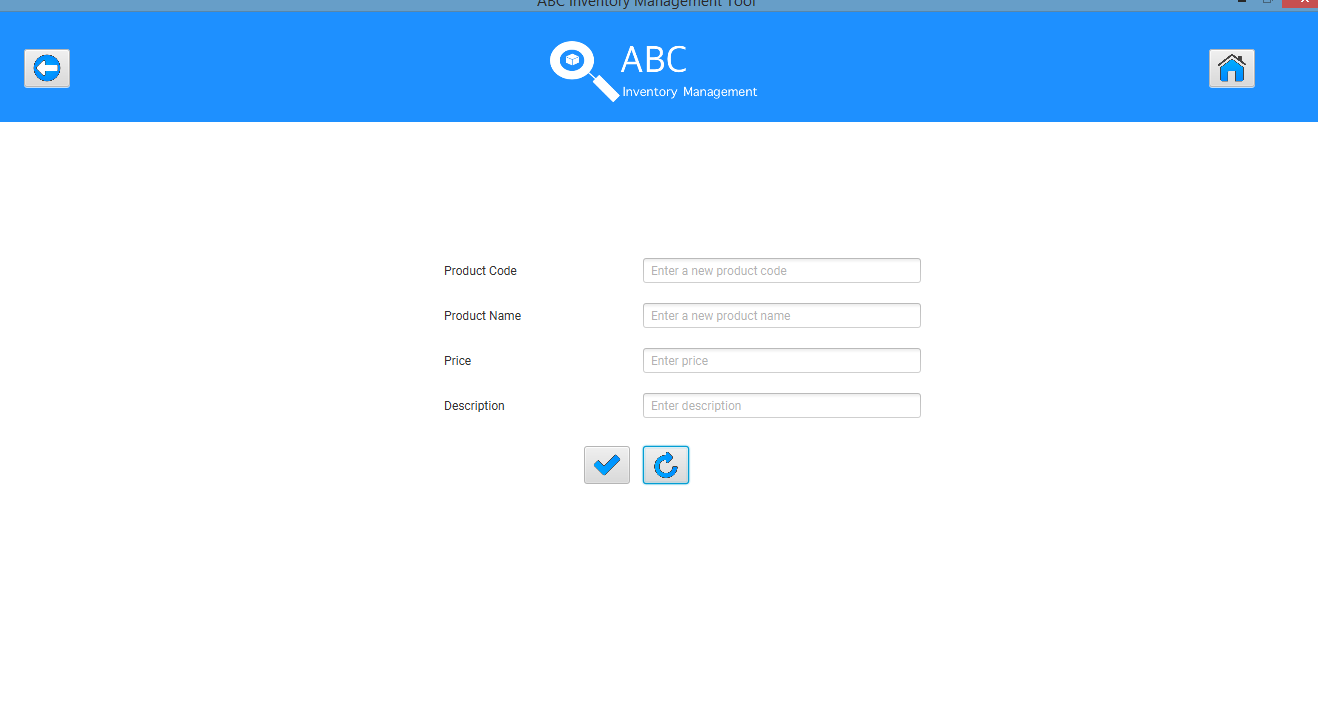 ABC Inventory Management Tool
ABC
Inventory Management
Product Code
Enter a new product code
Product Name
Enter a new product name
Price
Enter price
Description
Enter description